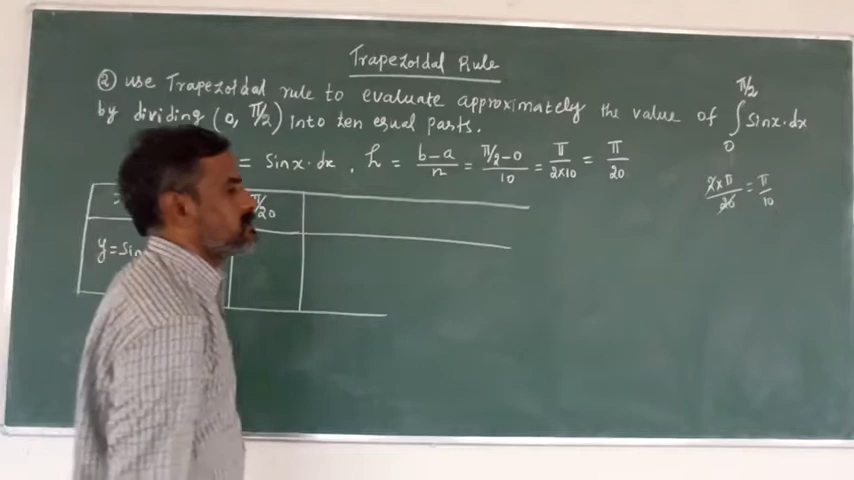 Trapezoidal Rule
② use Trapezoidal rule to evaluate approximately the value of ∫₀^(π/2) sinx·dx
by dividing (0, π/2) into ten equal parts.
= sinx·dx, h = (b-a)/n = (π/2-0)/10 = π/(2×10) = π/20
(2×π)/20 = π/10
π/20
y = sin